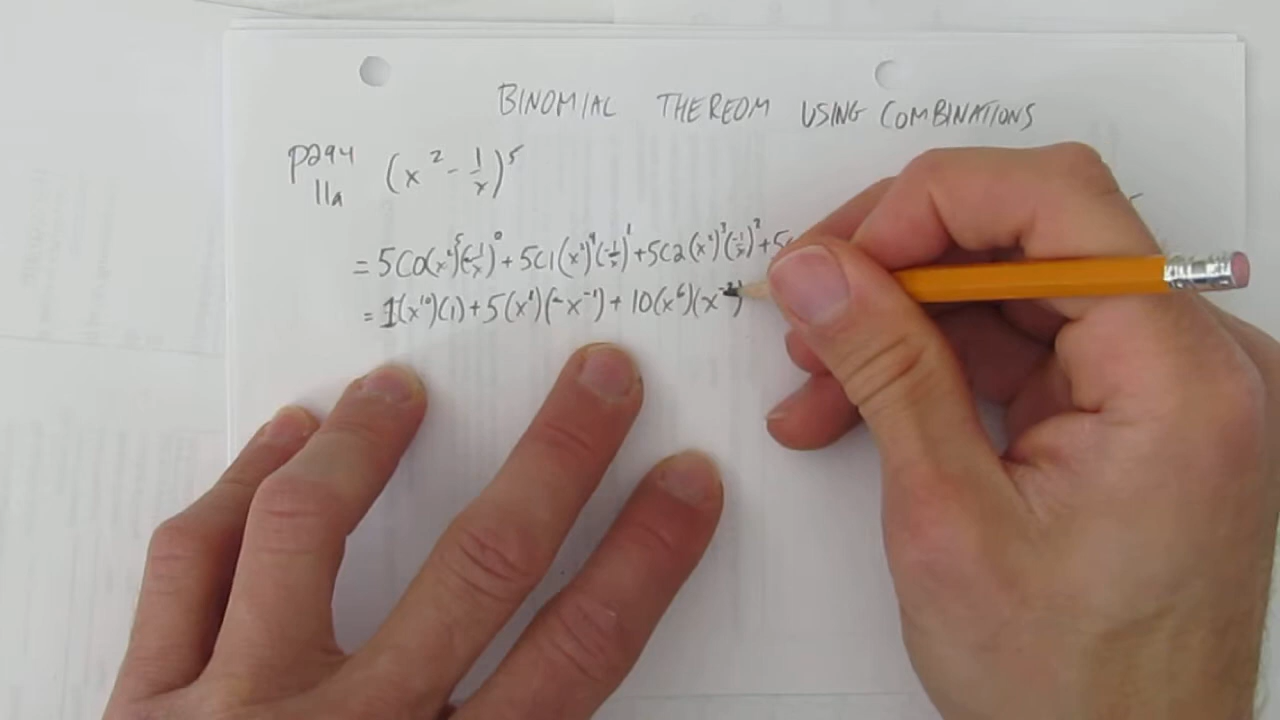 BINOMIAL THEREOM USING COMBINATIONS
p294 (x² - 1/x)⁵
11a
= 5C0(x²)⁵(-1/x)⁰ + 5C1(x²)⁴(-1/x)¹ + 5C2(x²)³(-1/x)² + 5C
= 1(x¹⁰)(1) + 5(x⁸)(-x⁻¹) + 10(x⁶)(x⁻²)